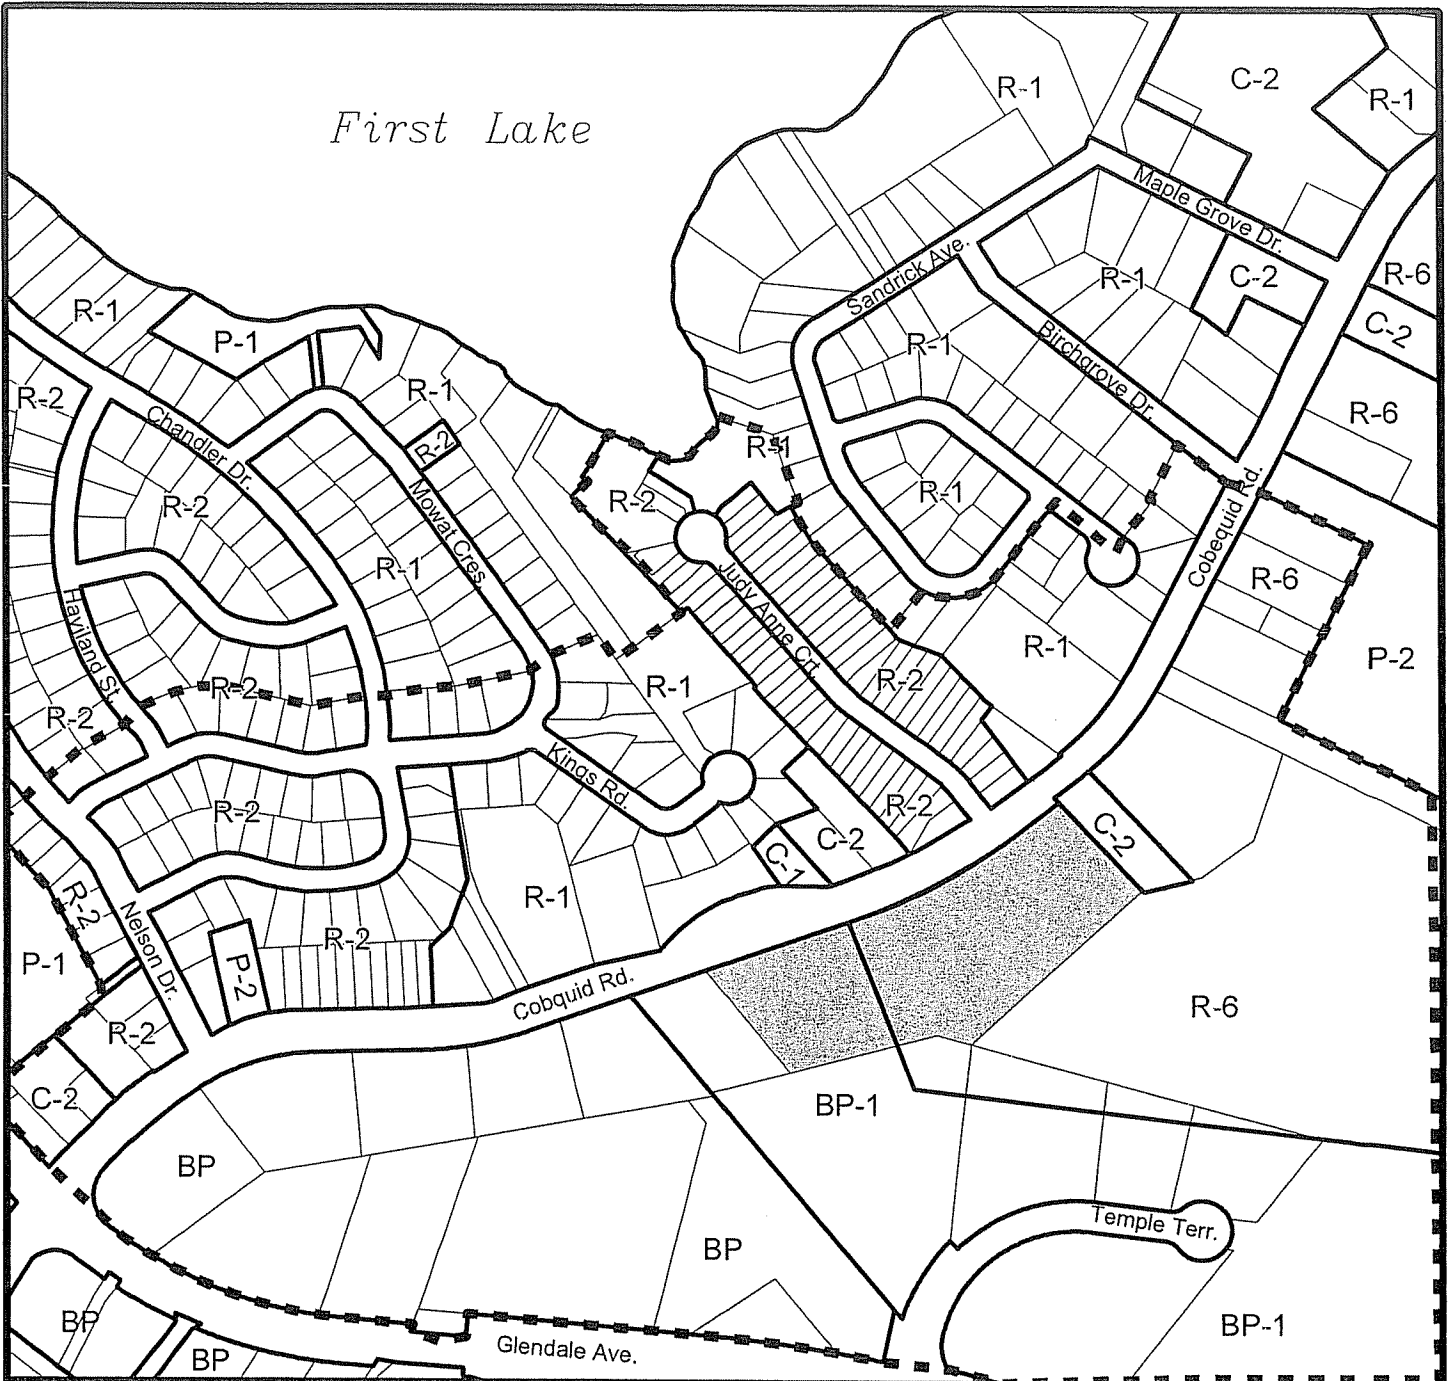 C-2
R-1
R-1
First Lake
Maple Grove Dr.
Sandrick Ave.
R-1
C-2
R-6
R-1
P-1
C-2
R-1
Birchgrove Dr.
R-1
R-2
R-6
Chandler Dr.
R-2
R-1
R-2
R-2
R-1
Mowat Cres.
R-1
Cobequid Rd.
R-6
Haviland St.
Judy Anne Crt.
R-1
P-2
R-2
R-1
R-2
R-2
Kings Rd.
R-2
R-2
C-2
C-2
C-1
R-2
R-1
Nelson Dr.
R-2
P-1
P-2
Cobquid Rd.
R-6
R-2
C-2
BP-1
BP
Temple Terr.
BP
BP
BP-1
Glendale Ave.
BP